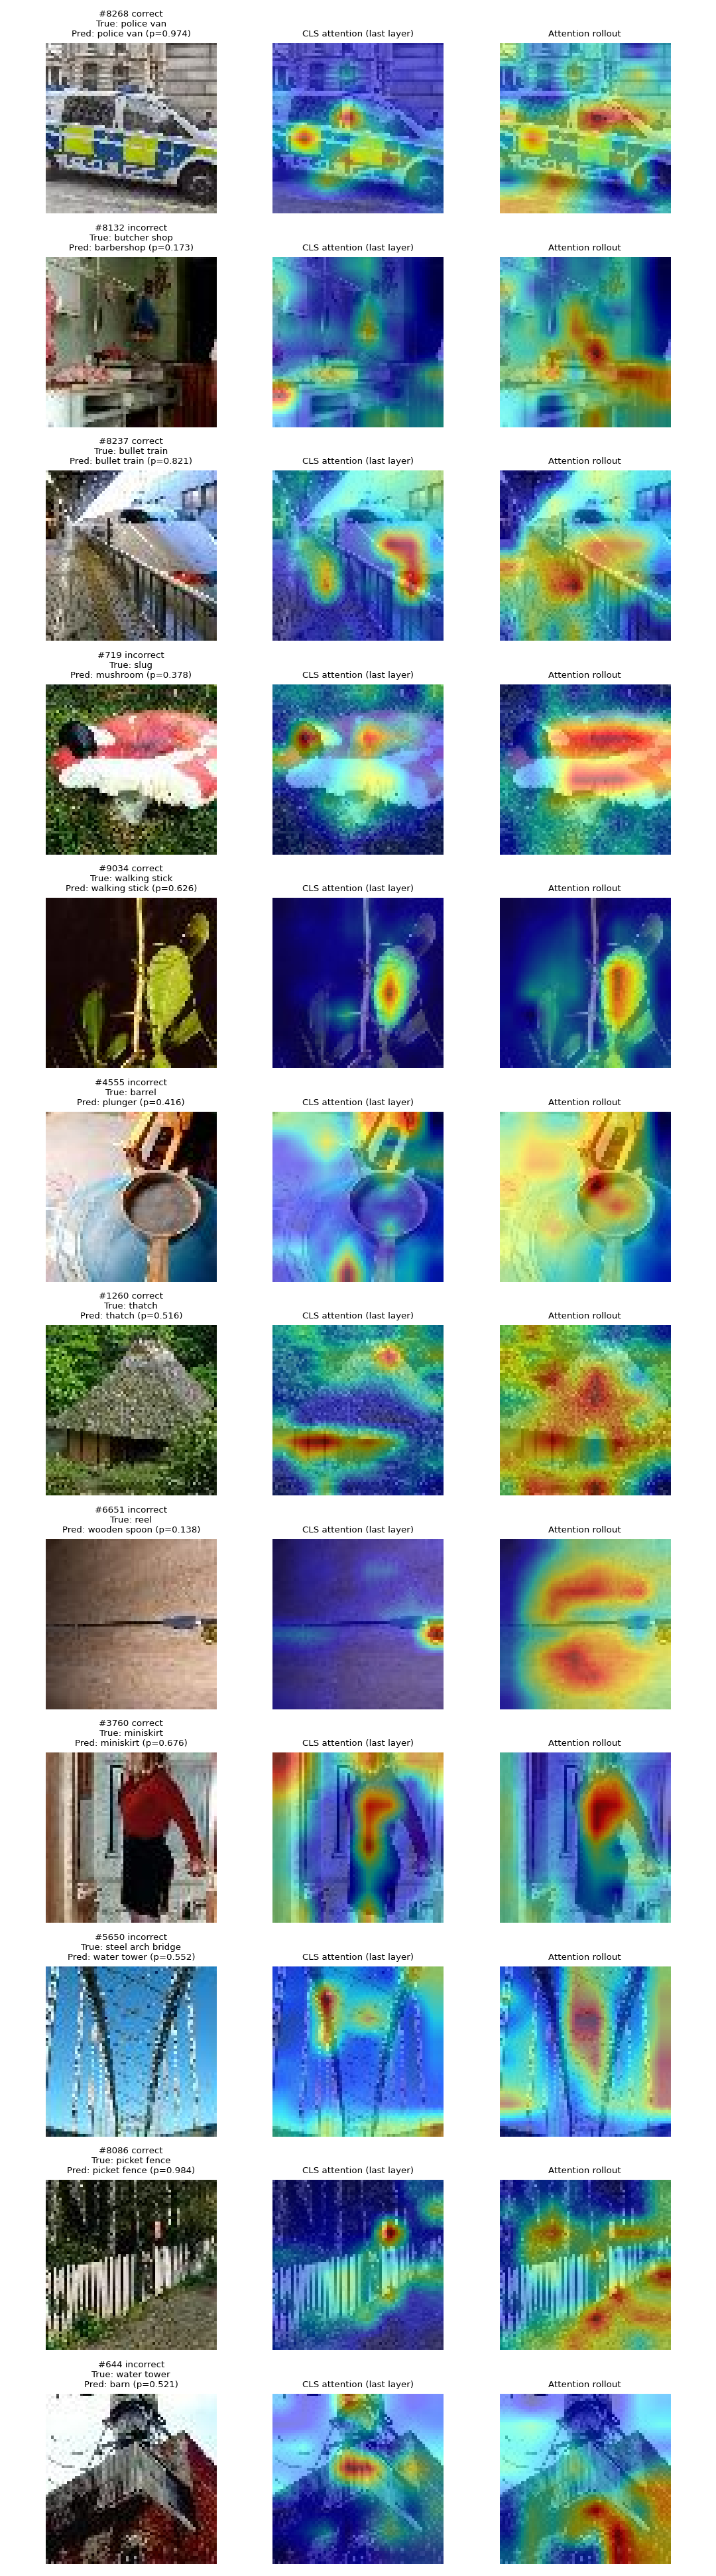 #8268 correct
True: police van
Pred: police van (p=0.974)
CLS attention (last layer)
Attention rollout
#8132 incorrect
True: butcher shop
Pred: barbershop (p=0.173)
CLS attention (last layer)
Attention rollout
#8237 correct
True: bullet train
Pred: bullet train (p=0.821)
CLS attention (last layer)
Attention rollout
#719 incorrect
True: slug
Pred: mushroom (p=0.378)
CLS attention (last layer)
Attention rollout
#9034 correct
True: walking stick
Pred: walking stick (p=0.626)
CLS attention (last layer)
Attention rollout
#4555 incorrect
True: barrel
Pred: plunger (p=0.416)
CLS attention (last layer)
Attention rollout
#1260 correct
True: thatch
Pred: thatch (p=0.516)
CLS attention (last layer)
Attention rollout
#6651 incorrect
True: reel
Pred: wooden spoon (p=0.138)
CLS attention (last layer)
Attention rollout
#3760 correct
True: miniskirt
Pred: miniskirt (p=0.676)
CLS attention (last layer)
Attention rollout
#5650 incorrect
True: steel arch bridge
Pred: water tower (p=0.552)
CLS attention (last layer)
Attention rollout
#8086 correct
True: picket fence
Pred: picket fence (p=0.984)
CLS attention (last layer)
Attention rollout
#644 incorrect
True: water tower
Pred: barn (p=0.521)
CLS attention (last layer)
Attention rollout